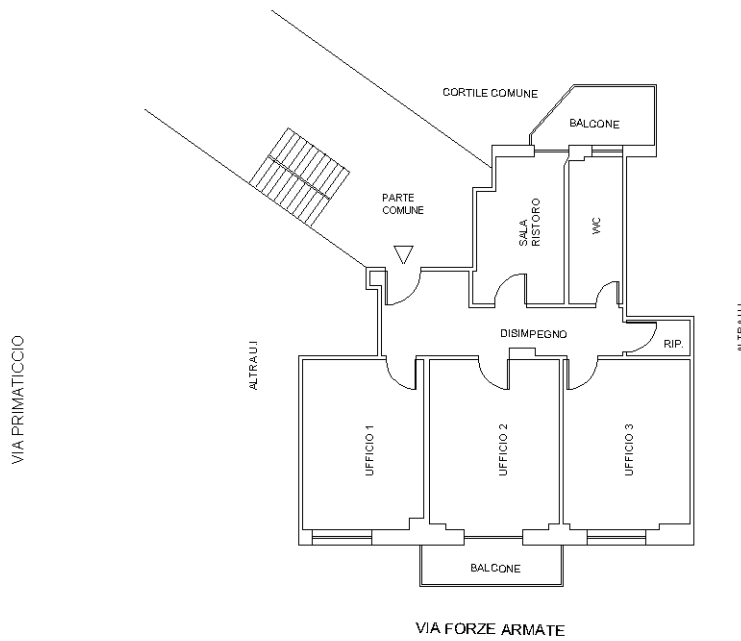 CORTILE COMUNE
BALCONE
PARTE
COMUNE
SALA
RISTORO
WC
DISIMPEGNO
RIP.
VIA PRIMATICCIO
ALTRA U.I
ALTRA U.I
UFFICIO 1
UFFICIO 2
UFFICIO 3
BALCONE
VIA FORZE ARMATE